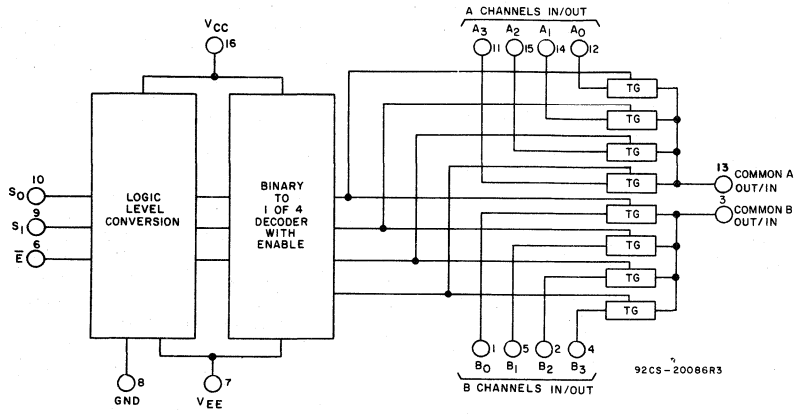 A CHANNELS IN/OUT
VCC
16
A3 A2 A1 A0
11 15 14 12
TG
TG
TG
TG
13
COMMON A
OUT/IN
3
COMMON B
OUT/IN
TG
TG
TG
TG
10
S0
9
S1
6
E̅
LOGIC
LEVEL
CONVERSION
BINARY
TO
1 OF 4
DECODER
WITH
ENABLE
8
GND
7
VEE
1 5 2 4
B0 B1 B2 B3
B CHANNELS IN/OUT
92CS-20086R3